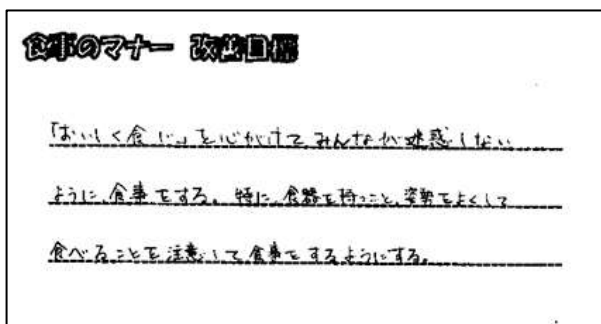 食事のマナー 改善目標
「おいしく食じ」を心がけてみんなが迷惑しない
ように、食事をする。特に、食器を持つこと、姿勢をよくして
食べることを注意して食事をするようにする。